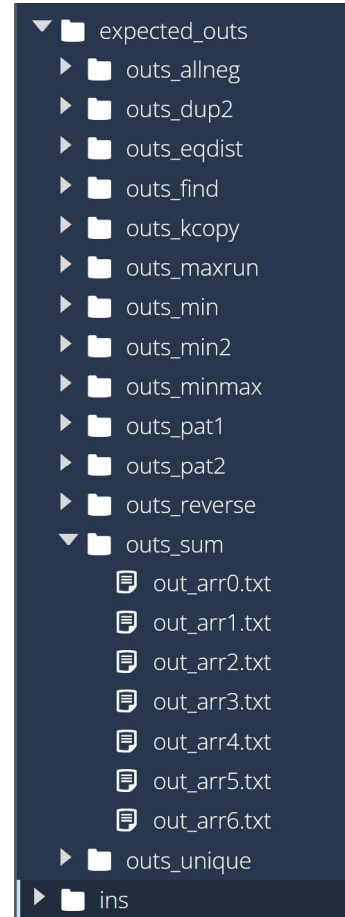 expected_outs
outs_allneg
outs_dup2
outs_eqdist
outs_find
outs_kcopy
outs_maxrun
outs_min
outs_min2
outs_minmax
outs_pat1
outs_pat2
outs_reverse
outs_sum
out_arr0.txt
out_arr1.txt
out_arr2.txt
out_arr3.txt
out_arr4.txt
out_arr5.txt
out_arr6.txt
outs_unique
ins